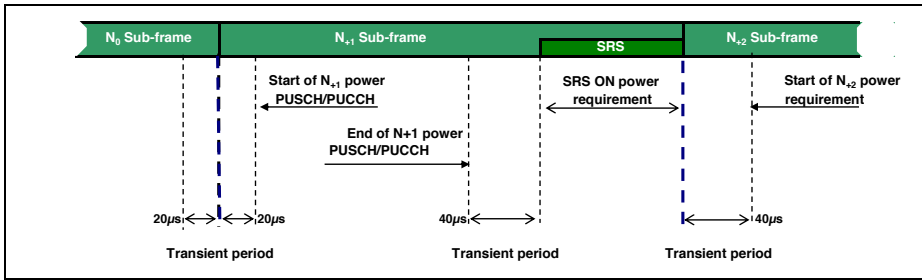 N0 Sub-frame
N+1 Sub-frame
N+2 Sub-frame
SRS
Start of N+1 power
PUSCH/PUCCH
SRS ON power
requirement
Start of N+2 power
requirement
End of N+1 power
PUSCH/PUCCH
20µs
20µs
40µs
40µs
Transient period
Transient period
Transient period